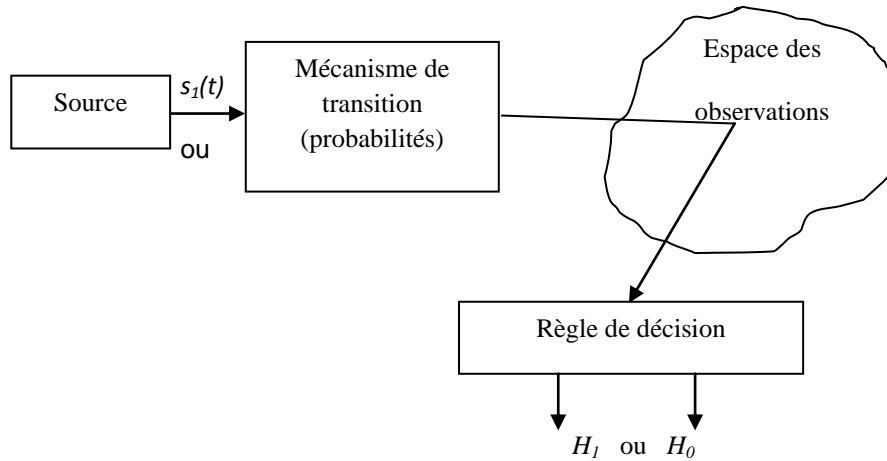 Source
s₁(t)
ou
Mécanisme de
transition
(probabilités)
Espace des
observations
Règle de décision
H₁ ou H₀